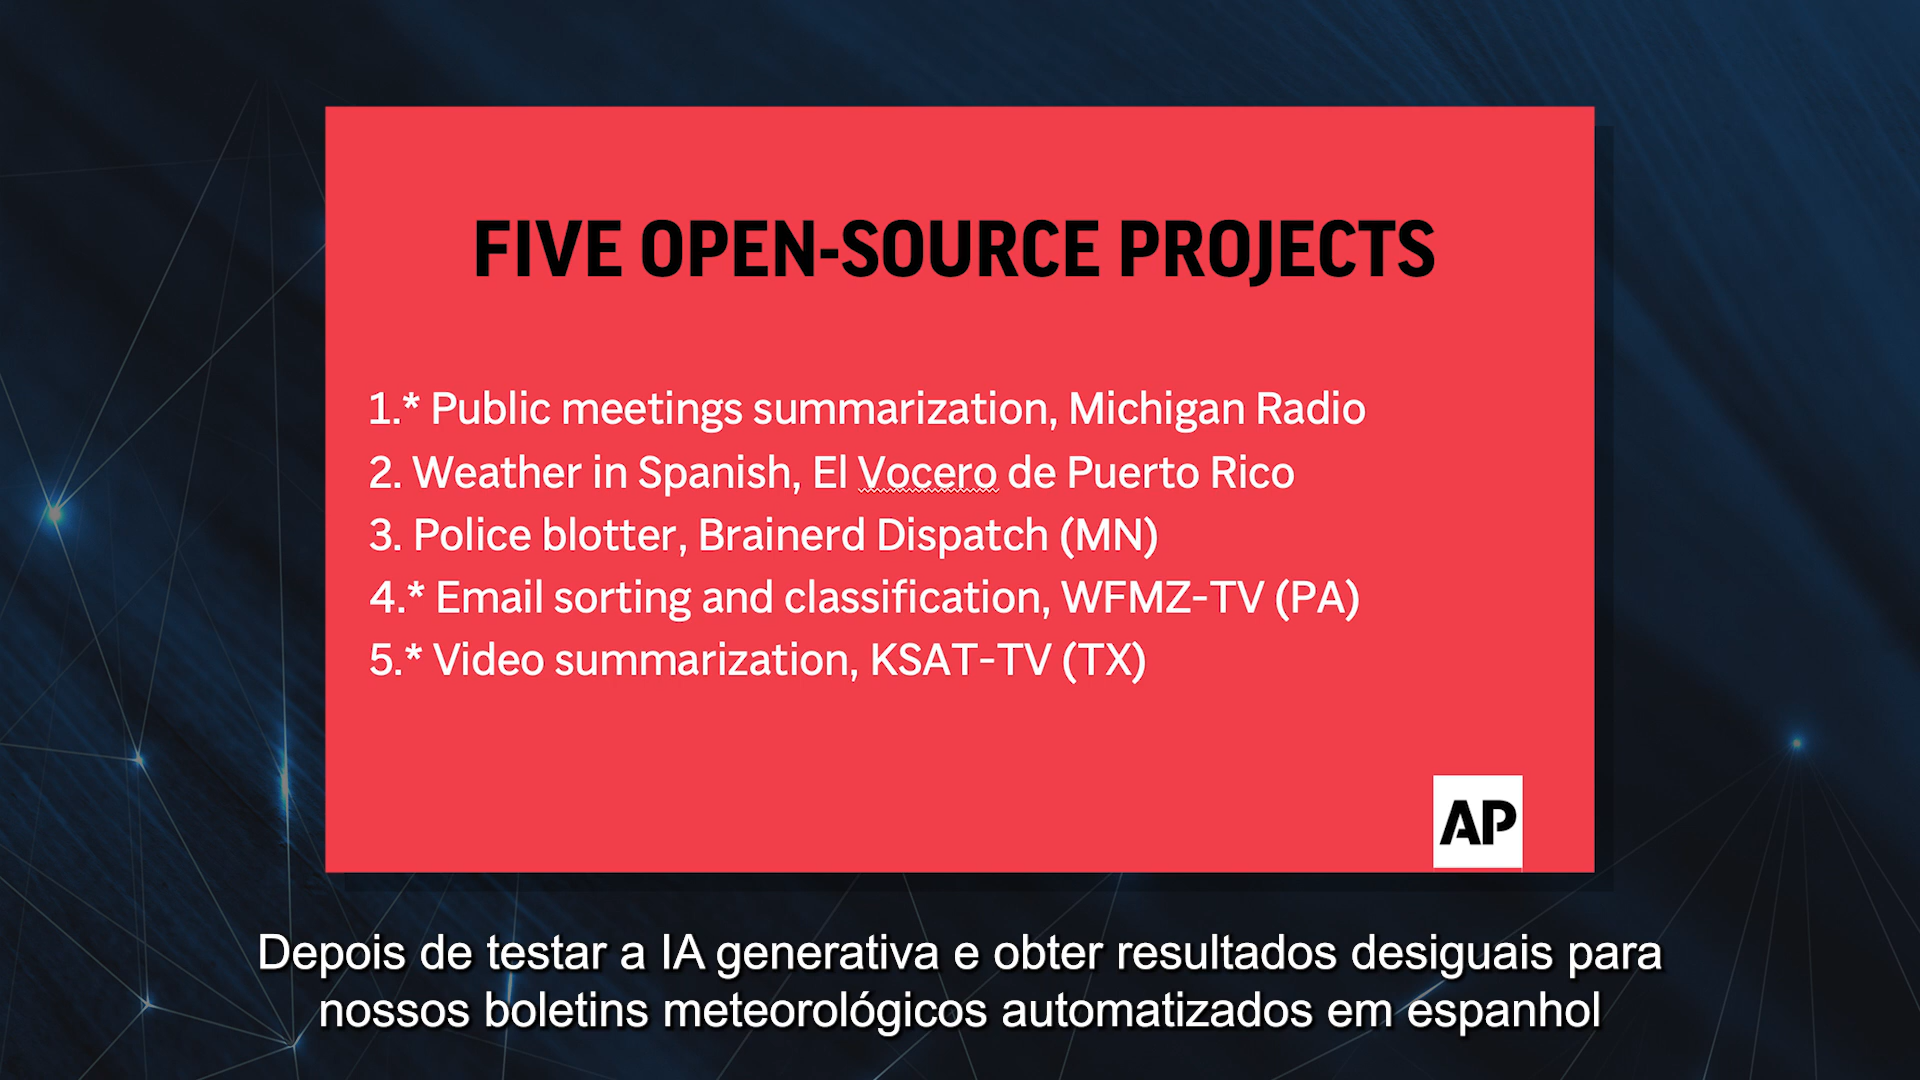 FIVE OPEN-SOURCE PROJECTS
1.* Public meetings summarization, Michigan Radio
2. Weather in Spanish, El Vocero de Puerto Rico
3. Police blotter, Brainerd Dispatch (MN)
4.* Email sorting and classification, WFMZ-TV (PA)
5.* Video summarization, KSAT-TV (TX)
AP
Depois de testar a IA generativa e obter resultados desiguais para
nossos boletins meteorológicos automatizados em espanhol